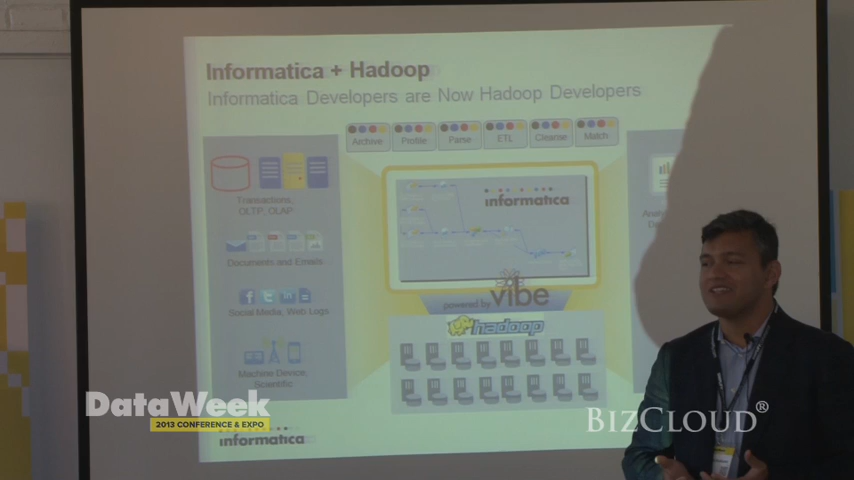 Informatica + Hadoop
Informatica Developers are Now Hadoop Developers
Archive
Profile
Parse
ETL
Cleanse
Match
Transactions,
OLTP, OLAP
Documents and Emails
Social Media, Web Logs
Machine Device,
Scientific
informatica
powered by vibe
hadoop
DataWeek
2013 CONFERENCE & EXPO
informatica
BIZCLOUD®